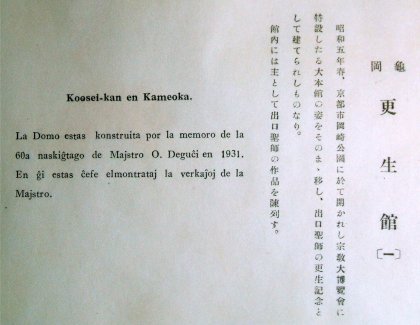 Koosei-kan en Kameoka.
La Domo estas konstruita por la memoro de la
60a naskiĝtago de Majstro O. Deguĉi en 1931.
En ĝi estas ĉefe elmontrataj la verkajoj de la
Majstro.
龜岡
更生館〔一〕
昭和五年春、京都市岡崎公園に於て開かれし宗教大博覽會に
特設したる大本館の姿をそのまゝ移し、出口聖師の更生記念と
して建てられしものなり。
館内には主として出口聖師の作品を陳列す。